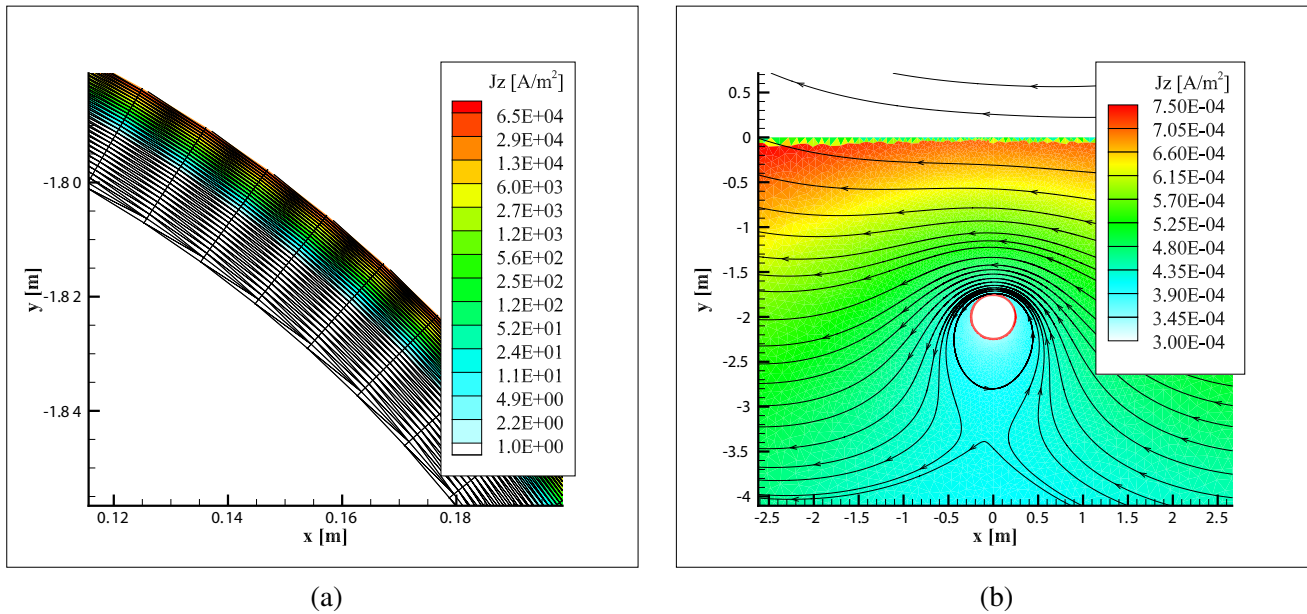 Jz [A/m²]
6.5E+04
2.9E+04
1.3E+04
6.0E+03
2.7E+03
1.2E+03
5.6E+02
2.5E+02
1.2E+02
5.2E+01
2.4E+01
1.1E+01
4.9E+00
2.2E+00
1.0E+00
-1.80
-1.82
-1.84
y [m]
0.12 0.14 0.16 0.18
x [m]
(a)
Jz [A/m²]
7.50E-04
7.05E-04
6.60E-04
6.15E-04
5.70E-04
5.25E-04
4.80E-04
4.35E-04
3.90E-04
3.45E-04
3.00E-04
0.5
0
-0.5
-1
-1.5
-2
-2.5
-3
-3.5
-4
y [m]
-2.5 -2 -1.5 -1 -0.5 0 0.5 1 1.5 2 2.5
x [m]
(b)